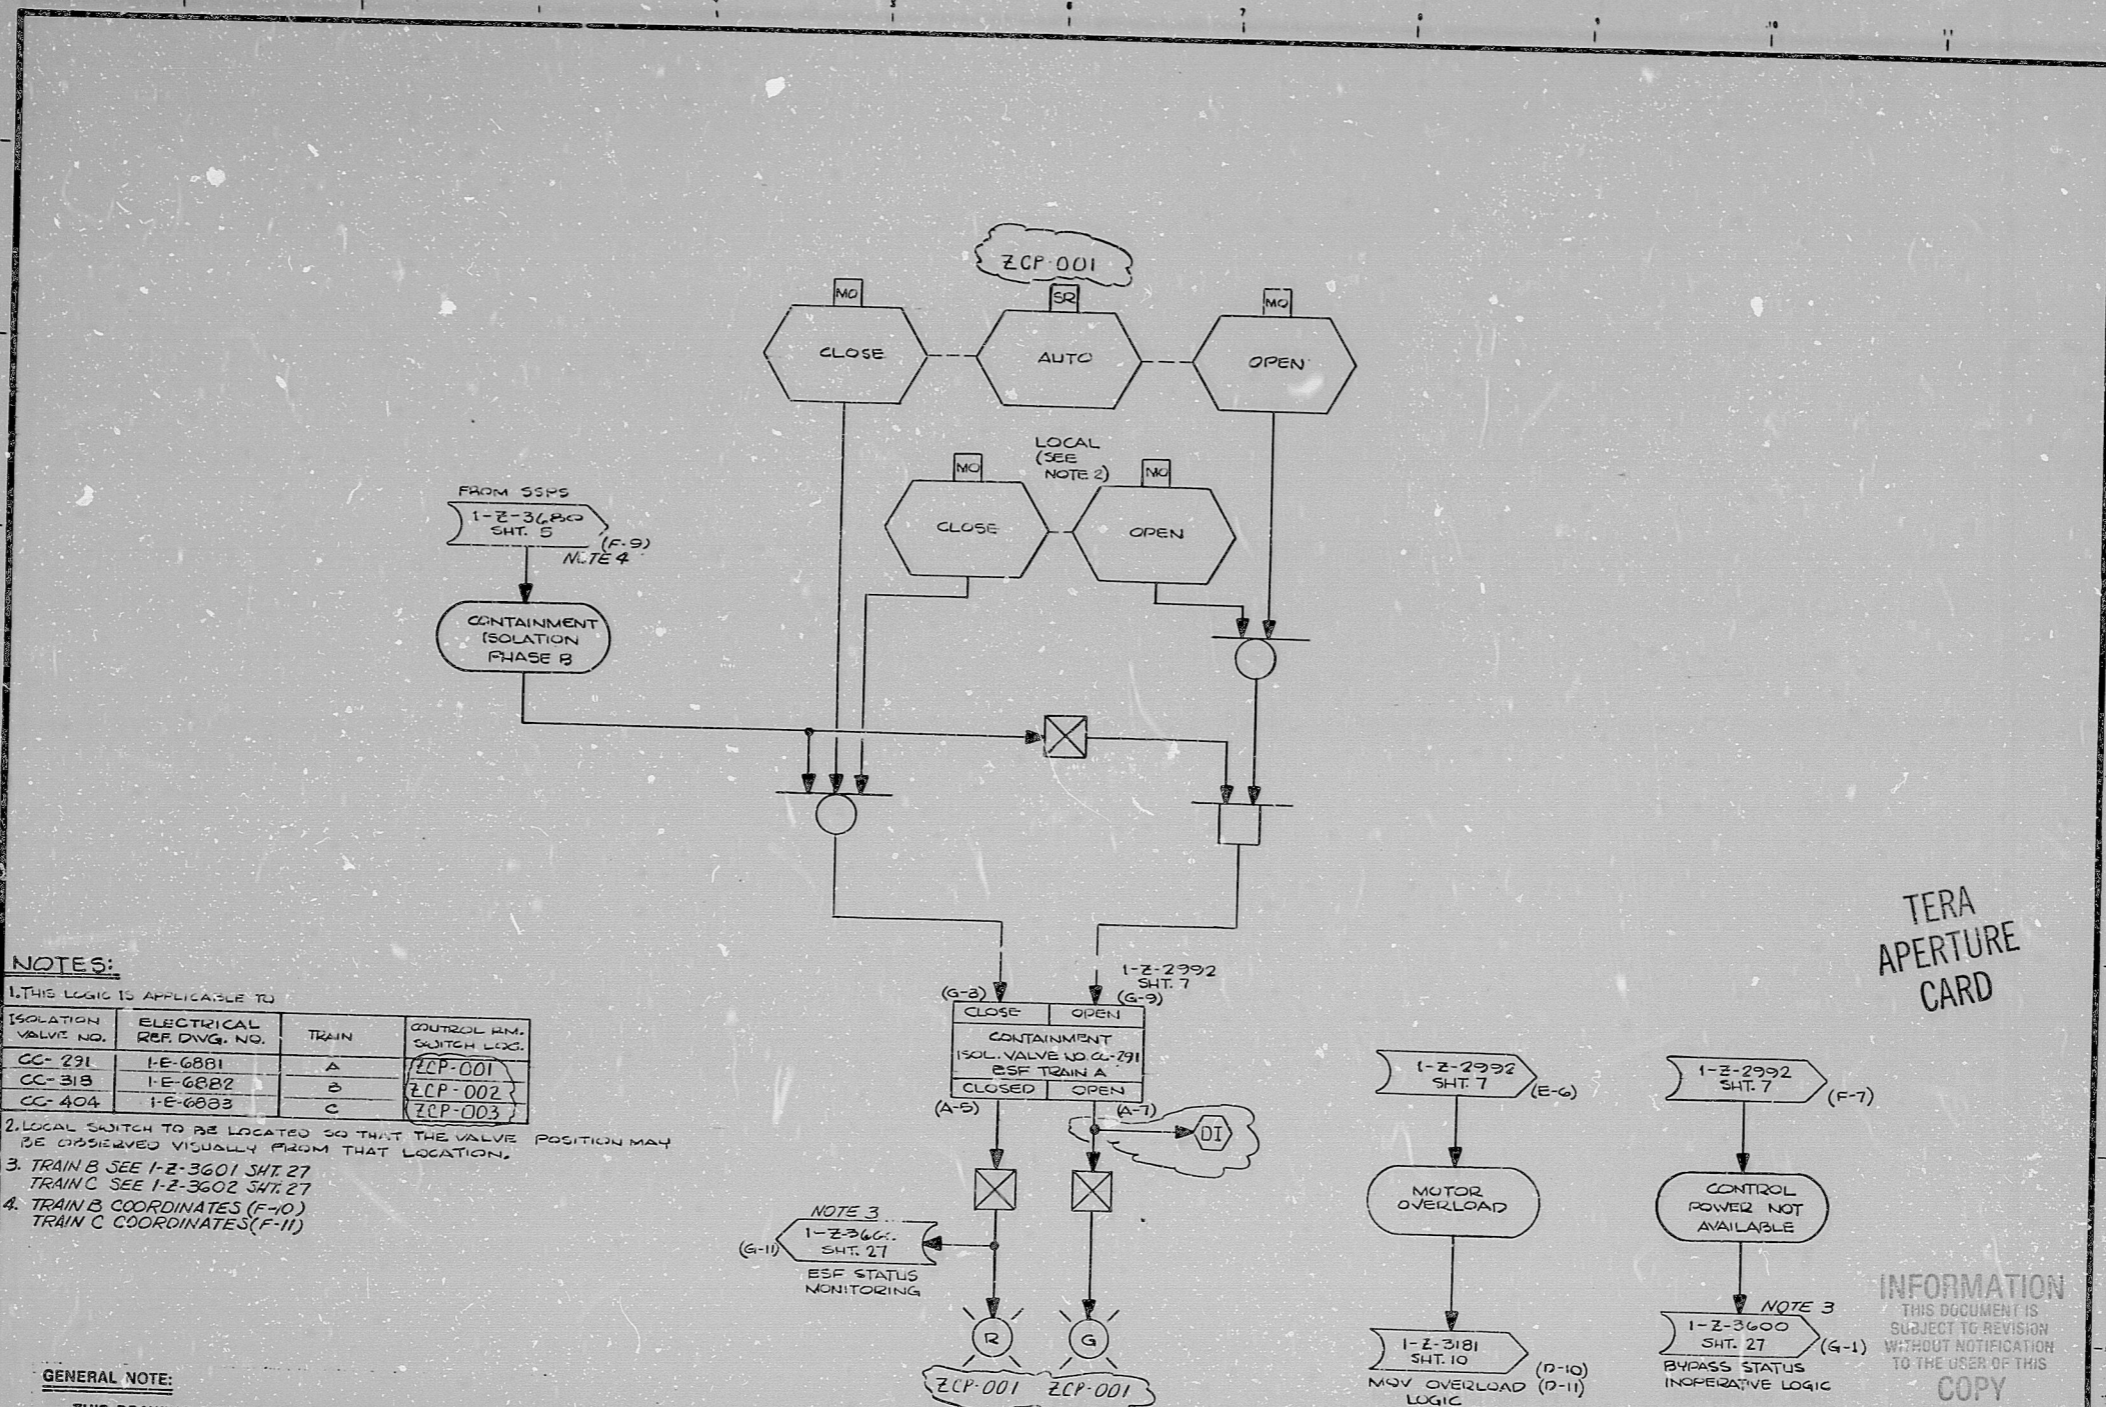 5
6
7
8
9
10
11
ZCP-001
MO
SR
MO
CLOSE
AUTO
OPEN
LOCAL
(SEE
NOTE 2)
MO
MO
CLOSE
OPEN
FROM SSPS
1-Z-3680
SHT. 5
(F-9)
NOTE 4
CONTAINMENT
ISOLATION
PHASE B
1-Z-2992
SHT. 7
(G-8)
(G-9)
CLOSE OPEN
CONTAINMENT
ISOL. VALVE NO. CC-291
ESF TRAIN A
CLOSED OPEN
(A-5)
(A-7)
DI
NOTE 3
SHT. 27
(G-11)
ESF STATUS
MONITORING
R
G
ZCP-001 ZCP-001
1-Z-2992
SHT. 7
(E-6)
MOTOR
OVERLOAD
1-Z-3181
SHT. 10
(D-10)
(D-11)
MOV OVERLOAD
LOGIC
1-Z-2992
SHT. 7
(F-7)
CONTROL
POWER NOT
AVAILABLE
NOTE 3
1-Z-3600
SHT. 27
(G-1)
BYPASS STATUS
INOPERATIVE LOGIC
TERA
APERTURE
CARD
INFORMATION
THIS DOCUMENT IS
SUBJECT TO REVISION
WITHOUT NOTIFICATION
TO THE USER OF THIS
COPY
NOTES:
1. THIS LOGIC IS APPLICABLE TO
ISOLATION VALVE NO. ELECTRICAL REF. DWG. NO. TRAIN CONTROL RM. SWITCH LOC.
CC-291 1-E-6881 A ZCP-001
CC-318 1-E-6882 B ZCP-002
CC-404 1-E-6883 C ZCP-003
2. LOCAL SWITCH TO BE LOCATED SO THAT THE VALVE POSITION MAY
BE OBSERVED VISUALLY FROM THAT LOCATION.
3. TRAIN B SEE 1-Z-3601 SHT. 27
TRAIN C SEE 1-Z-3602 SHT. 27
4. TRAIN B COORDINATES (F-10)
TRAIN C COORDINATES (F-11)
GENERAL NOTE: